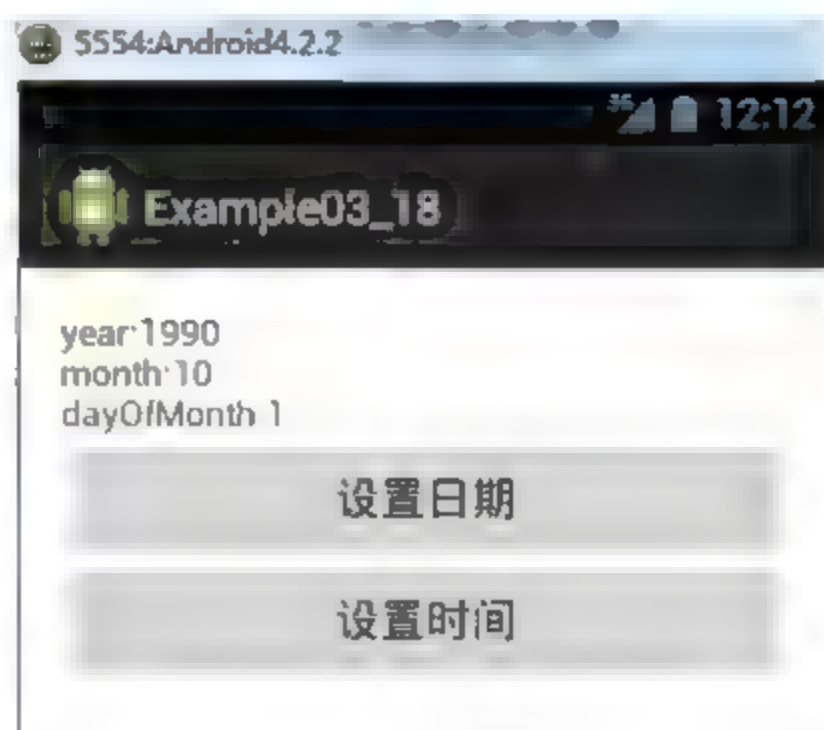 5554:Android4.2.2
3G 12:12
Example03_18
year:1990
month:10
dayOfMonth 1
设置日期
设置时间